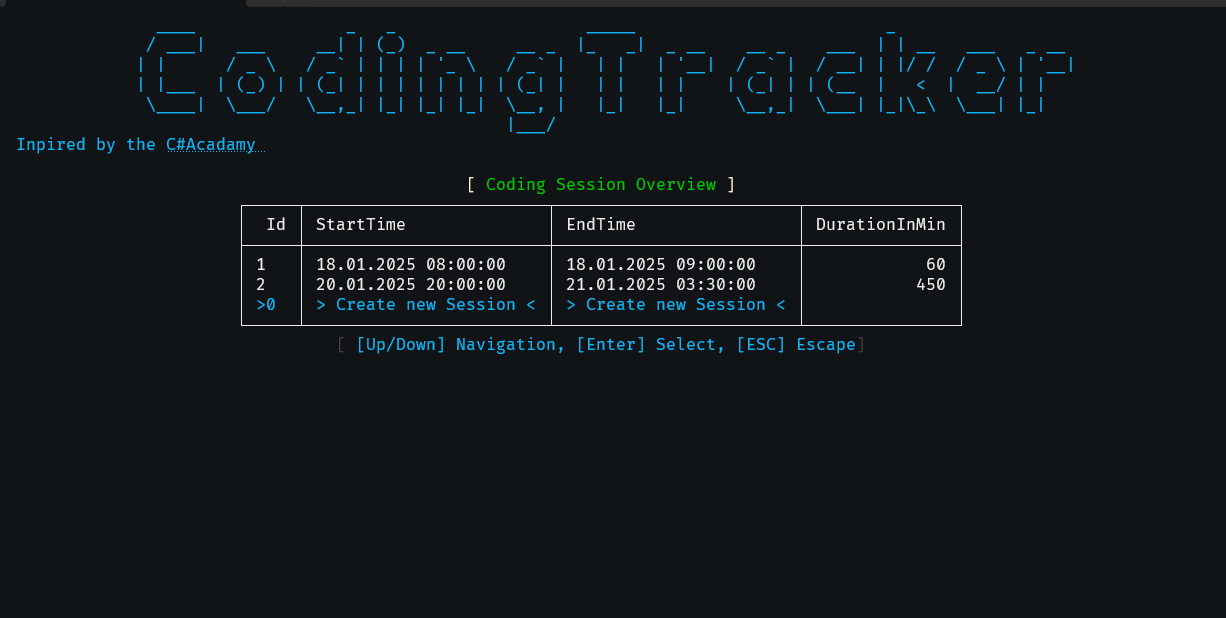 CodingTracker
Inpired by the C#Acadamy
[ Coding Session Overview ]
Id StartTime EndTime DurationInMin
1 18.01.2025 08:00:00 18.01.2025 09:00:00 60
2 20.01.2025 20:00:00 21.01.2025 03:30:00 450
>0 > Create new Session < > Create new Session <
[ [Up/Down] Navigation, [Enter] Select, [ESC] Escape]